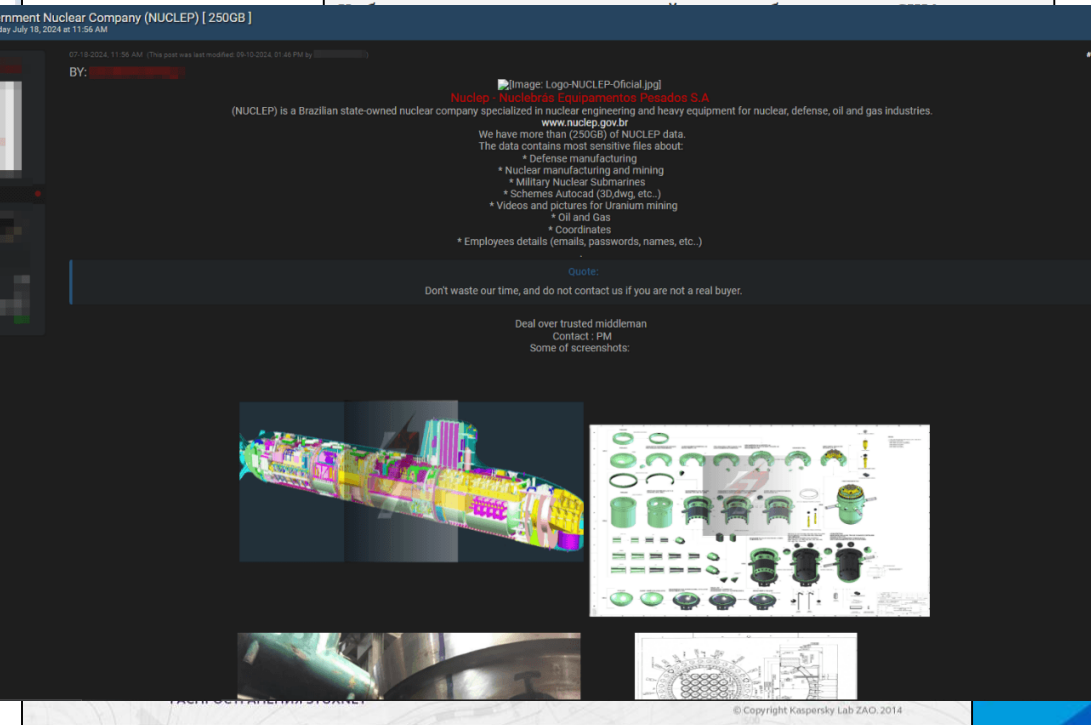 rnment Nuclear Company (NUCLEP) [ 250GB ]
day July 18, 2024 at 11:56 AM
07-18-2024, 11:56 AM (This post was last modified: 09-10-2024, 01:46 PM by )
BY:
[Image: Logo-NUCLEP-Oficial.jpg]
Nuclep - Nuclebrás Equipamentos Pesados S.A
(NUCLEP) is a Brazilian state-owned nuclear company specialized in nuclear engineering and heavy equipment for nuclear, defense, oil and gas industries.
www.nuclep.gov.br
We have more than (250GB) of NUCLEP data.
The data contains most sensitive files about:
* Defense manufacturing
* Nuclear manufacturing and mining
* Military Nuclear Submarines
* Schemes Autocad (3D,dwg, etc..)
* Videos and pictures for Uranium mining
* Oil and Gas
* Coordinates
* Employees details (emails, passwords, names, etc..)
.
Quote:
Don't waste our time, and do not contact us if you are not a real buyer.
Deal over trusted middleman
Contact : PM
Some of screenshots:
© Copyright Kaspersky Lab ZAO. 2014